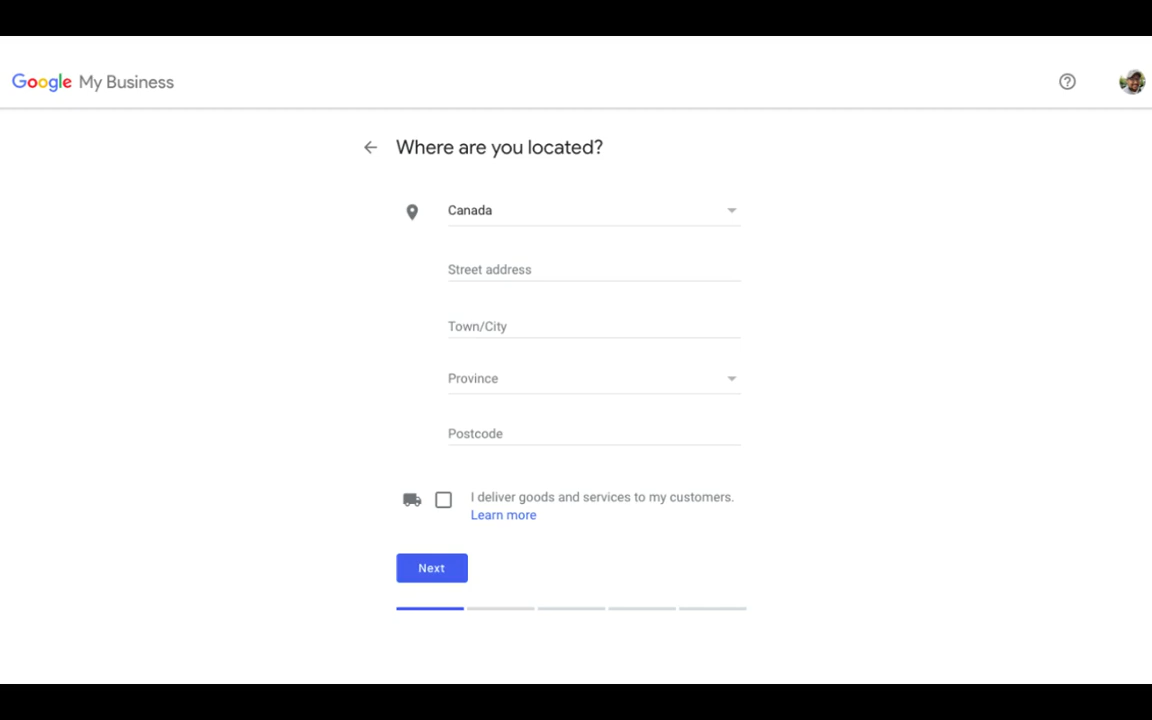 Google My Business
Where are you located?
Canada
Street address
Town/City
Province
Postcode
I deliver goods and services to my customers.
Learn more
Next